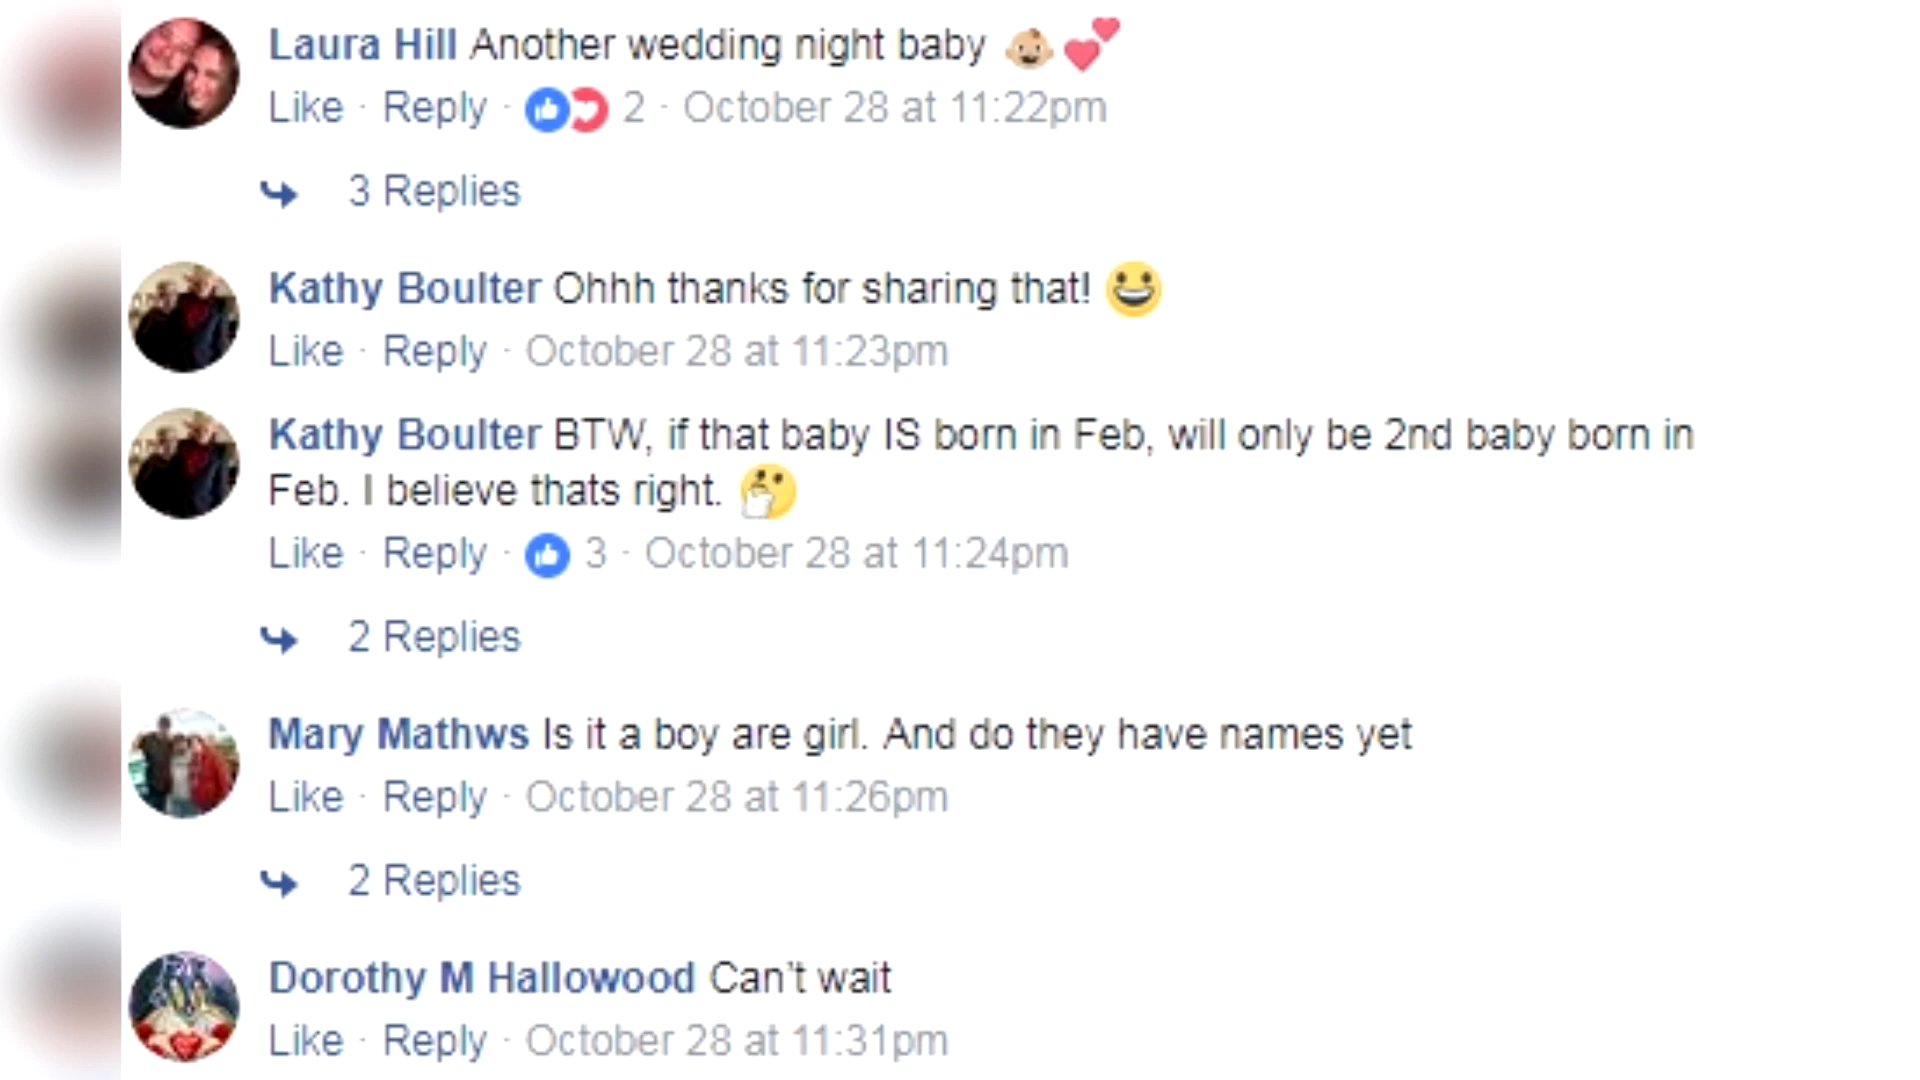 Laura Hill Another wedding night baby 👶💕
Like · Reply · 2 · October 28 at 11:22pm
3 Replies
Kathy Boulter Ohhh thanks for sharing that! 😀
Like · Reply · October 28 at 11:23pm
Kathy Boulter BTW, if that baby IS born in Feb, will only be 2nd baby born in
Feb. I believe thats right. 🤔
Like · Reply · 3 · October 28 at 11:24pm
2 Replies
Mary Mathws Is it a boy are girl. And do they have names yet
Like · Reply · October 28 at 11:26pm
2 Replies
Dorothy M Hallowood Can't wait
Like · Reply · October 28 at 11:31pm